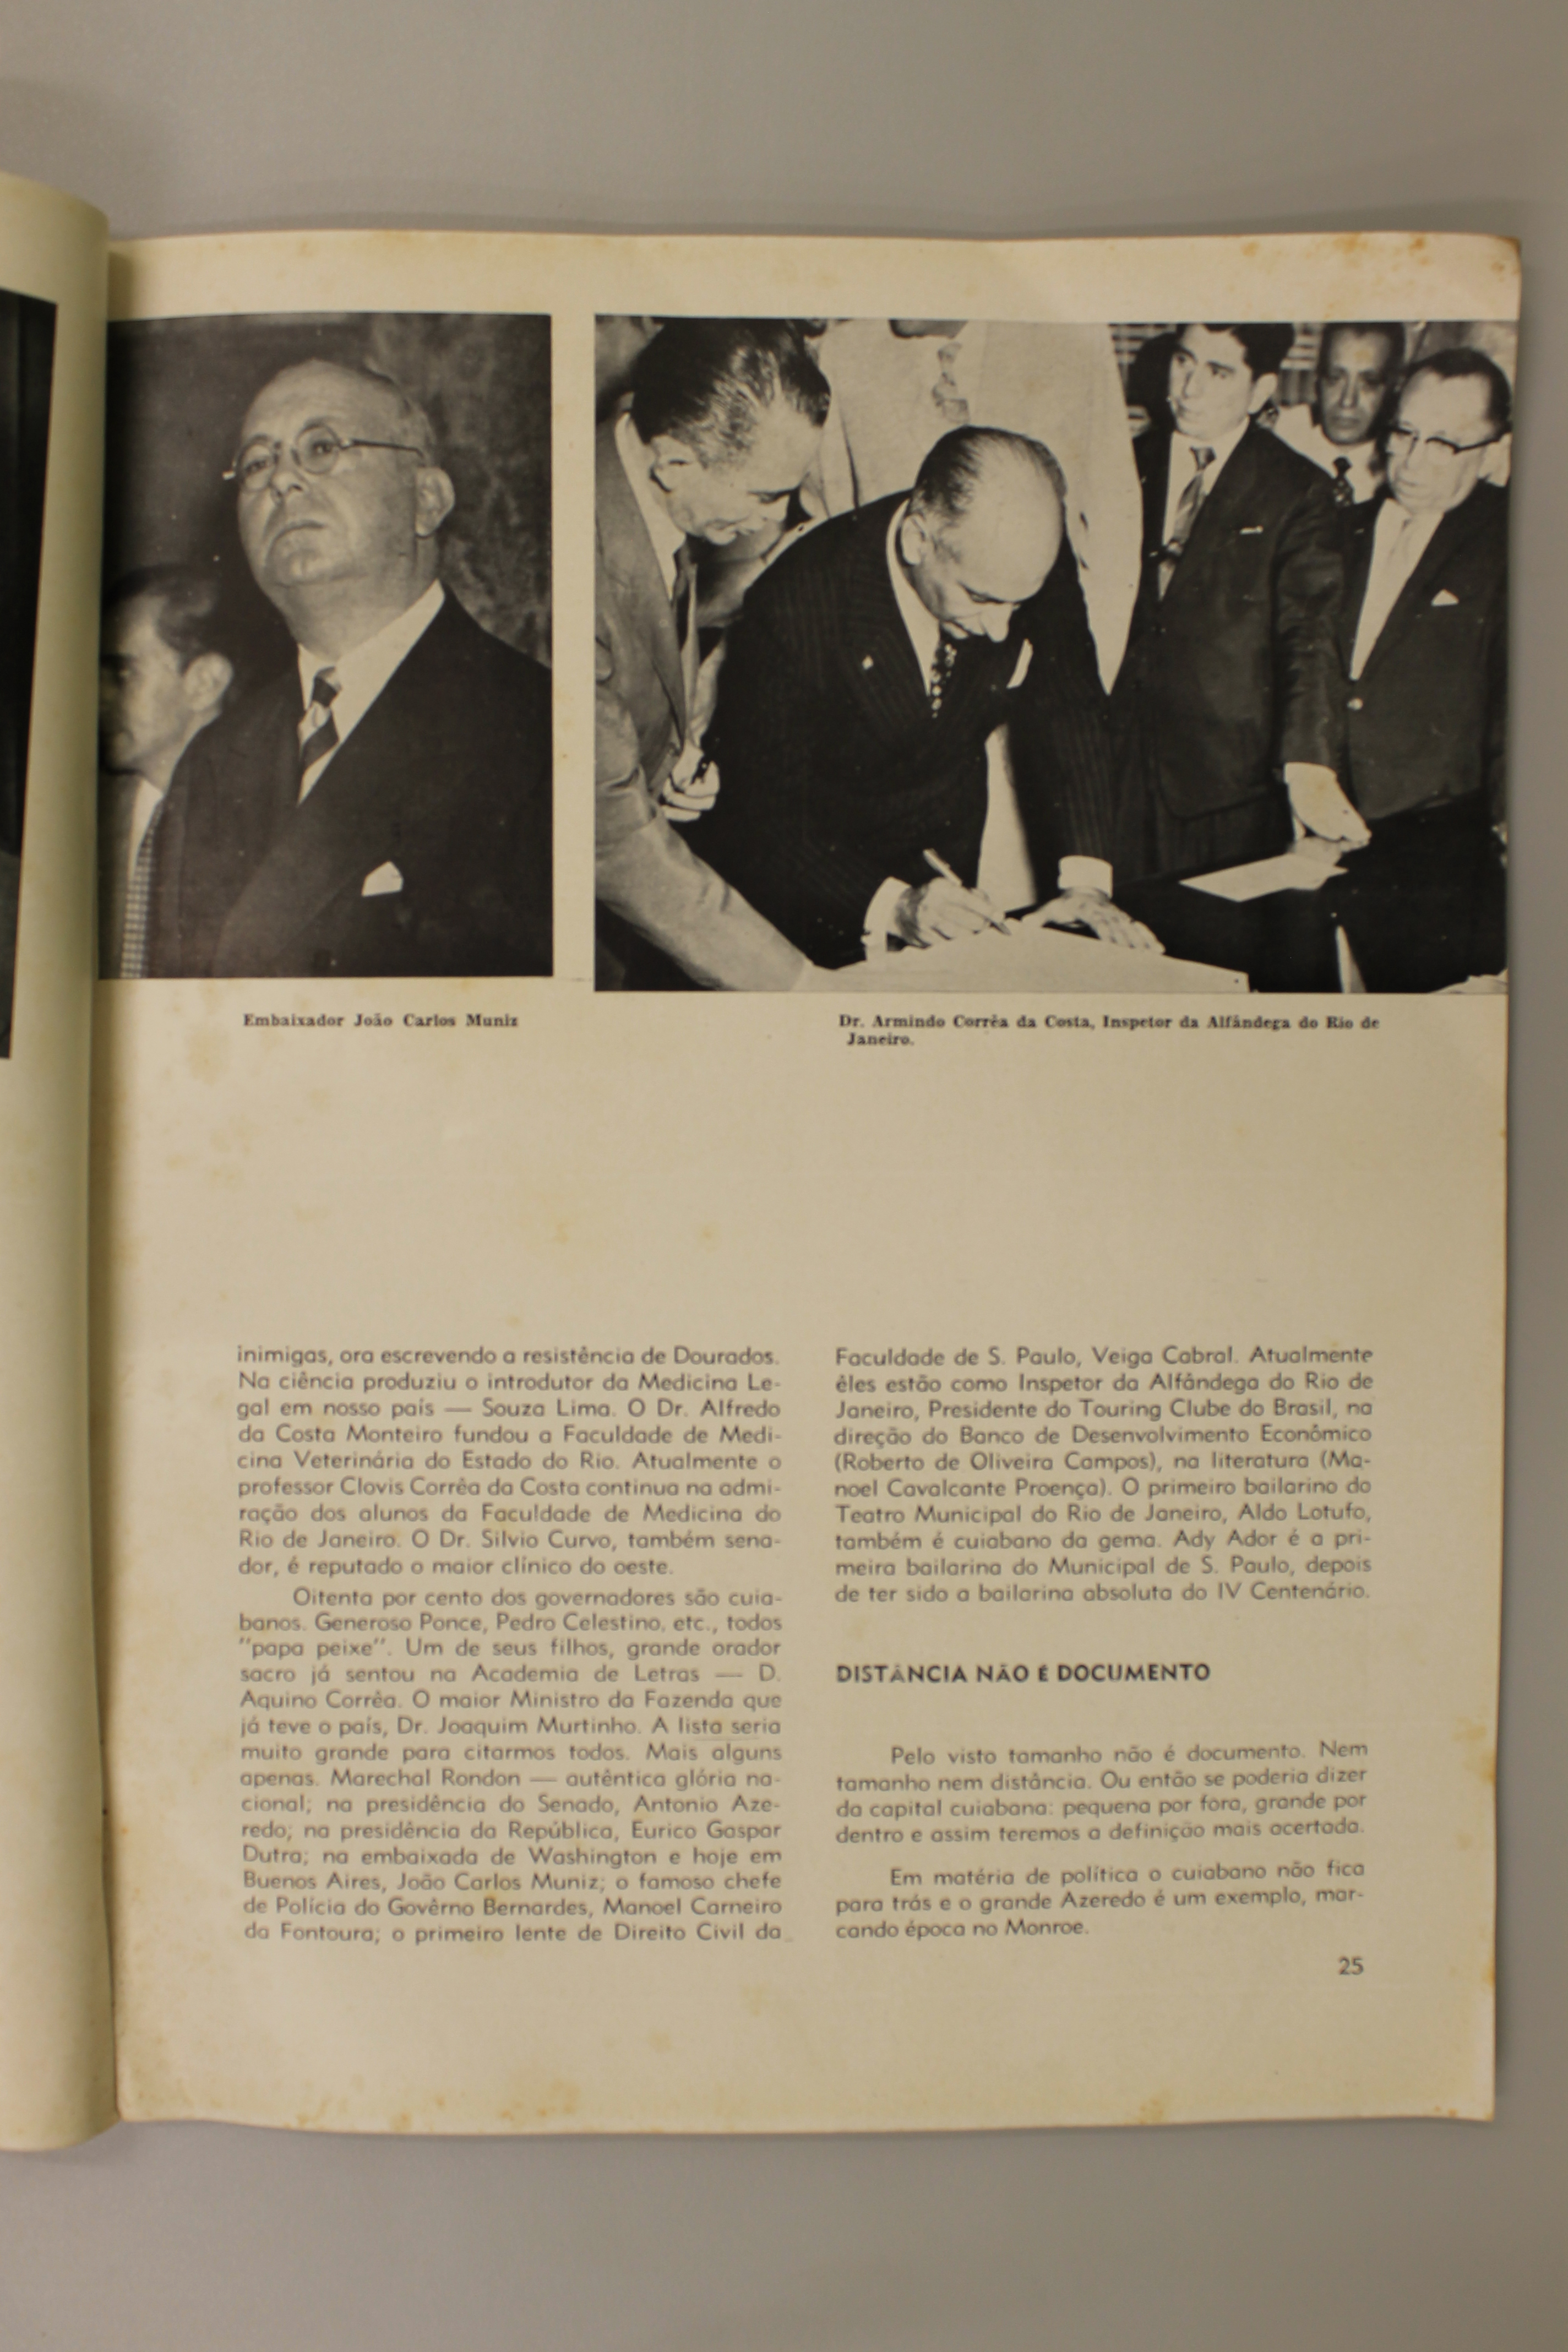 Embaixador João Carlos Muniz
Dr. Armindo Corrêa da Costa, Inspetor da Alfândega do Rio de
Janeiro.
inimigas, ora escrevendo a resistência de Dourados.
Na ciência produziu o introdutor da Medicina Le-
gal em nosso país — Souza Lima. O Dr. Alfredo
da Costa Monteiro fundou a Faculdade de Medi-
cina Veterinária do Estado do Rio. Atualmente o
professor Clovis Corrêa da Costa continua na admi-
ração dos alunos da Faculdade de Medicina do
Rio de Janeiro. O Dr. Silvio Curvo, também sena-
dor, é reputado o maior clínico do oeste.
Oitenta por cento dos governadores são cuia-
banos. Generoso Ponce, Pedro Celestino, etc., todos
"papa peixe". Um de seus filhos, grande orador
sacro já sentou na Academia de Letras — D.
Aquino Corrêa. O maior Ministro da Fazenda que
já teve o país, Dr. Joaquim Murtinho. A lista seria
muito grande para citarmos todos. Mais alguns
apenas. Marechal Rondon — autêntica glória na-
cional; na presidência do Senado, Antonio Aze-
redo; na presidência da República, Eurico Gaspar
Dutra; na embaixada de Washington e hoje em
Buenos Aires, João Carlos Muniz; o famoso chefe
de Polícia do Govêrno Bernardes, Manoel Carneiro
da Fontoura; o primeiro lente de Direito Civil da
Faculdade de S. Paulo, Veiga Cabral. Atualmente
êles estão como Inspetor da Alfândega do Rio de
Janeiro, Presidente do Touring Clube do Brasil, na
direção do Banco de Desenvolvimento Econômico
(Roberto de Oliveira Campos), na literatura (Ma-
noel Cavalcante Proença). O primeiro bailarino do
Teatro Municipal do Rio de Janeiro, Aldo Lotufo,
também é cuiabano da gema. Ady Ador é a pri-
meira bailarina do Municipal de S. Paulo, depois
de ter sido a bailarina absoluta do IV Centenário.
DISTÂNCIA NÃO É DOCUMENTO
Pelo visto tamanho não é documento. Nem
tamanho nem distância. Ou então se poderia dizer
da capital cuiabana: pequena por fora, grande por
dentro e assim teremos a definição mais acertada.
Em matéria de política o cuiabano não fica
para trás e o grande Azeredo é um exemplo, mar-
cando época no Monroe.
25